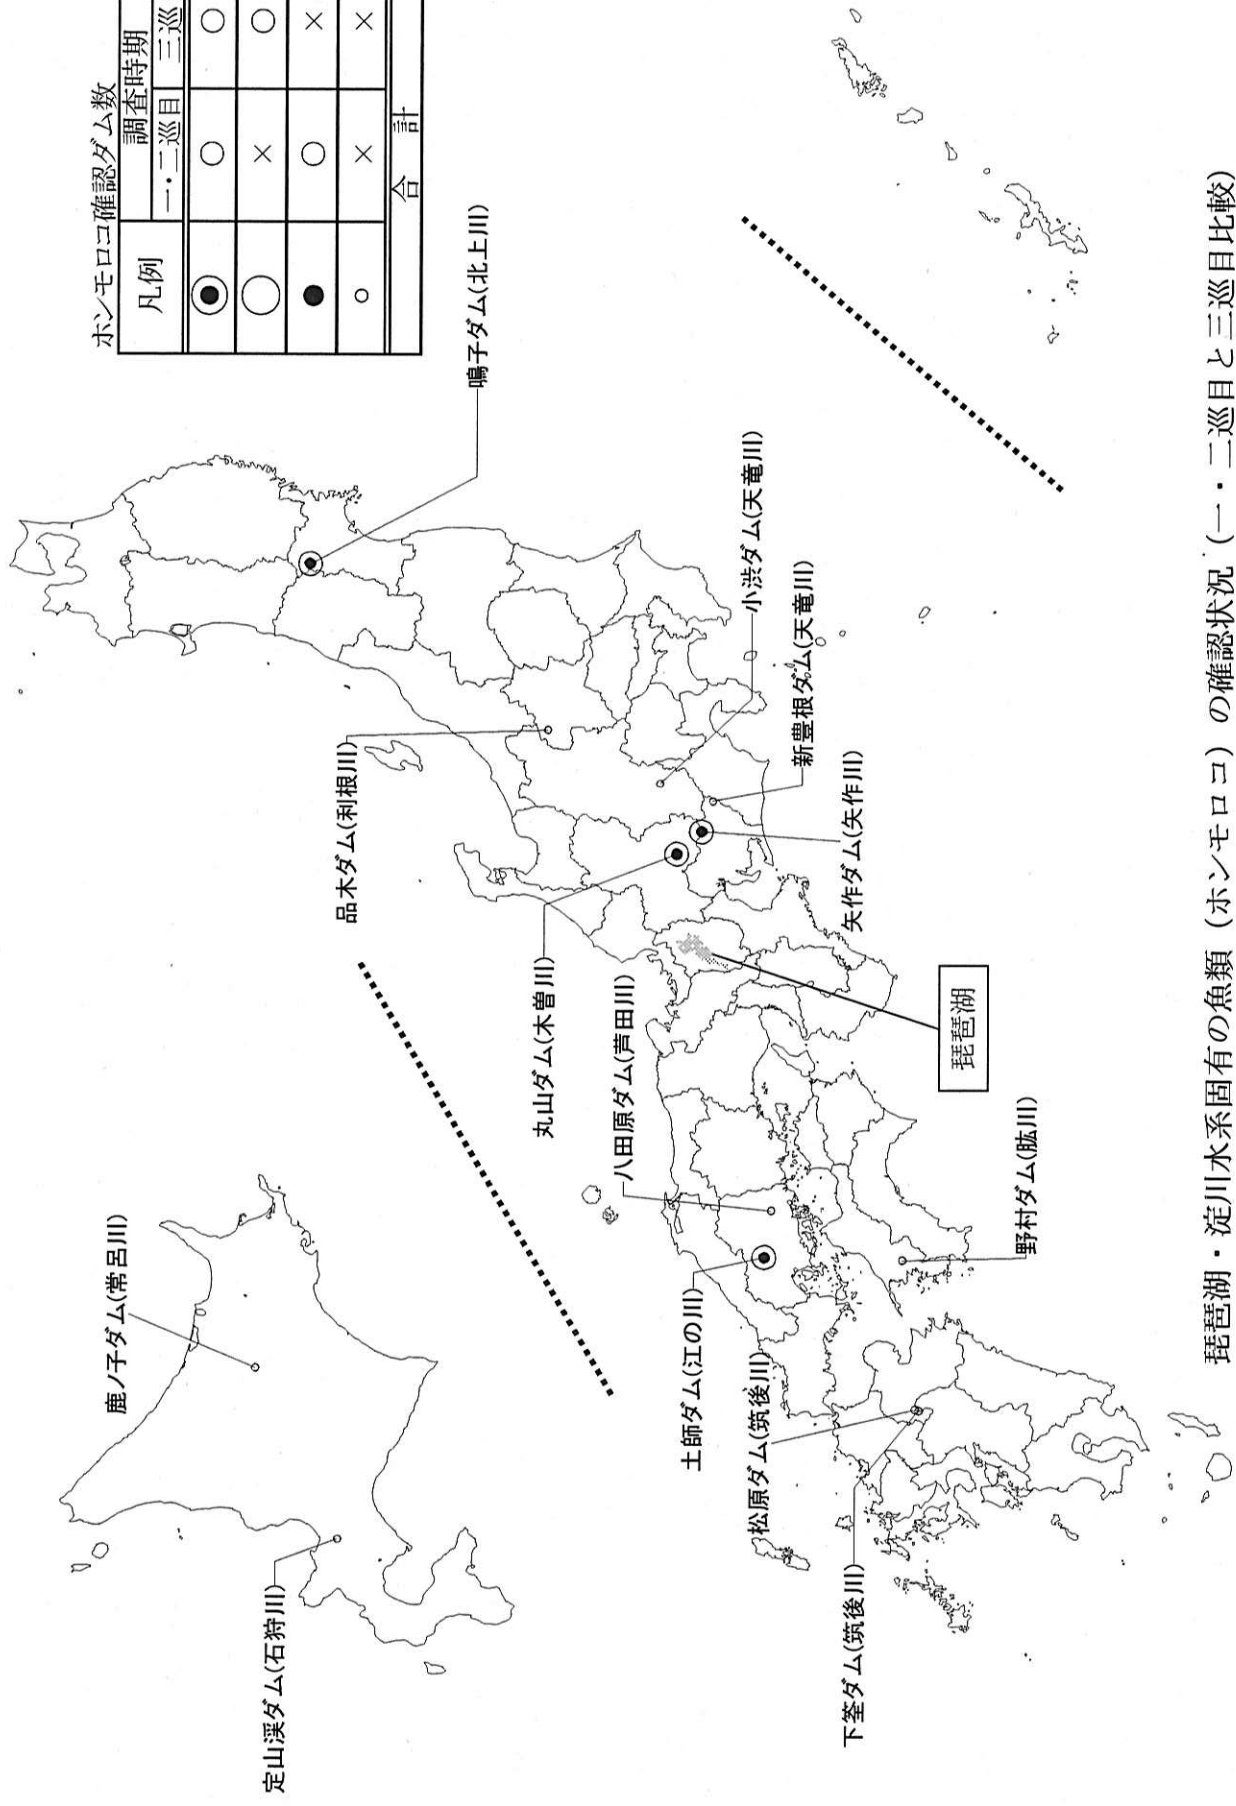 ホンモロコ確認ダム数
凡例 調査時期
一・二巡目 三巡
◉ ○ ○
○ × ○
● ○ ×
○ × ×
合 計
鹿ノ子ダム(常呂川)
定山渓ダム(石狩川)
鳴子ダム(北上川)
品木ダム(利根川)
丸山ダム(木曽川)
小渋ダム(天竜川)
新豊根ダム(天竜川)
矢作ダム(矢作川)
八田原ダム(芦田川)
土師ダム(江の川)
松原ダム(筑後川)
下筌ダム(筑後川)
野村ダム(肱川)
琵琶湖
琵琶湖・淀川水系固有の魚類(ホンモロコ)の確認状況(一・二巡目と三巡目比較)